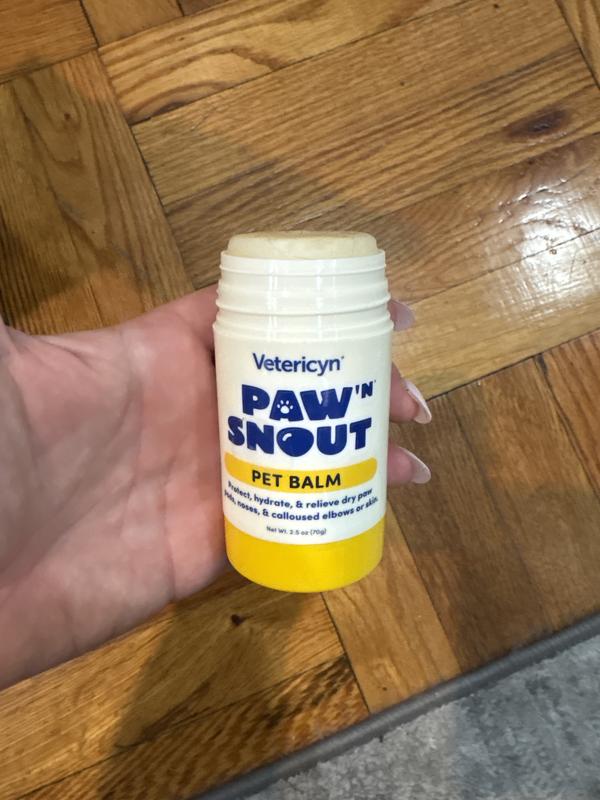 Vetericyn
PAW 'N
SNOUT
PET BALM
Protect, hydrate, & relieve dry paw
pads, noses, & calloused elbows or skin.
Net Wt. 2.5 oz (70g)